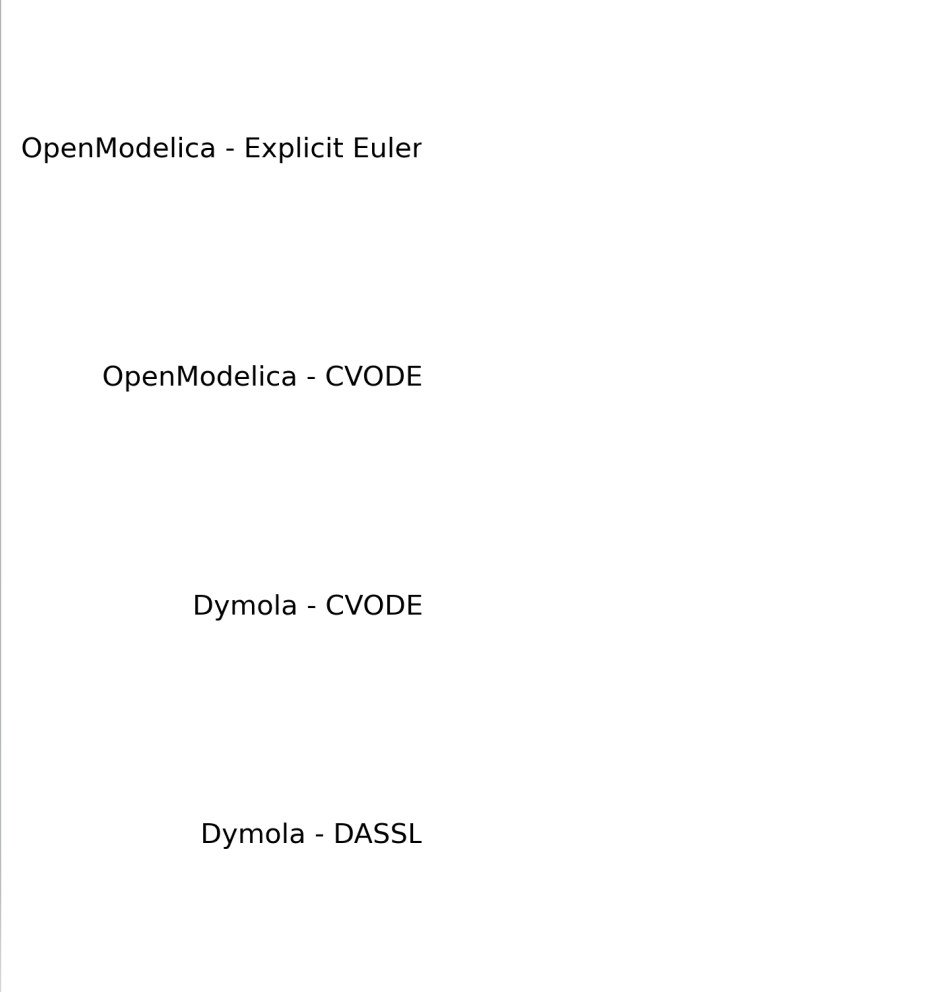 OpenModelica - Explicit Euler
OpenModelica - CVODE
Dymola - CVODE
Dymola - DASSL